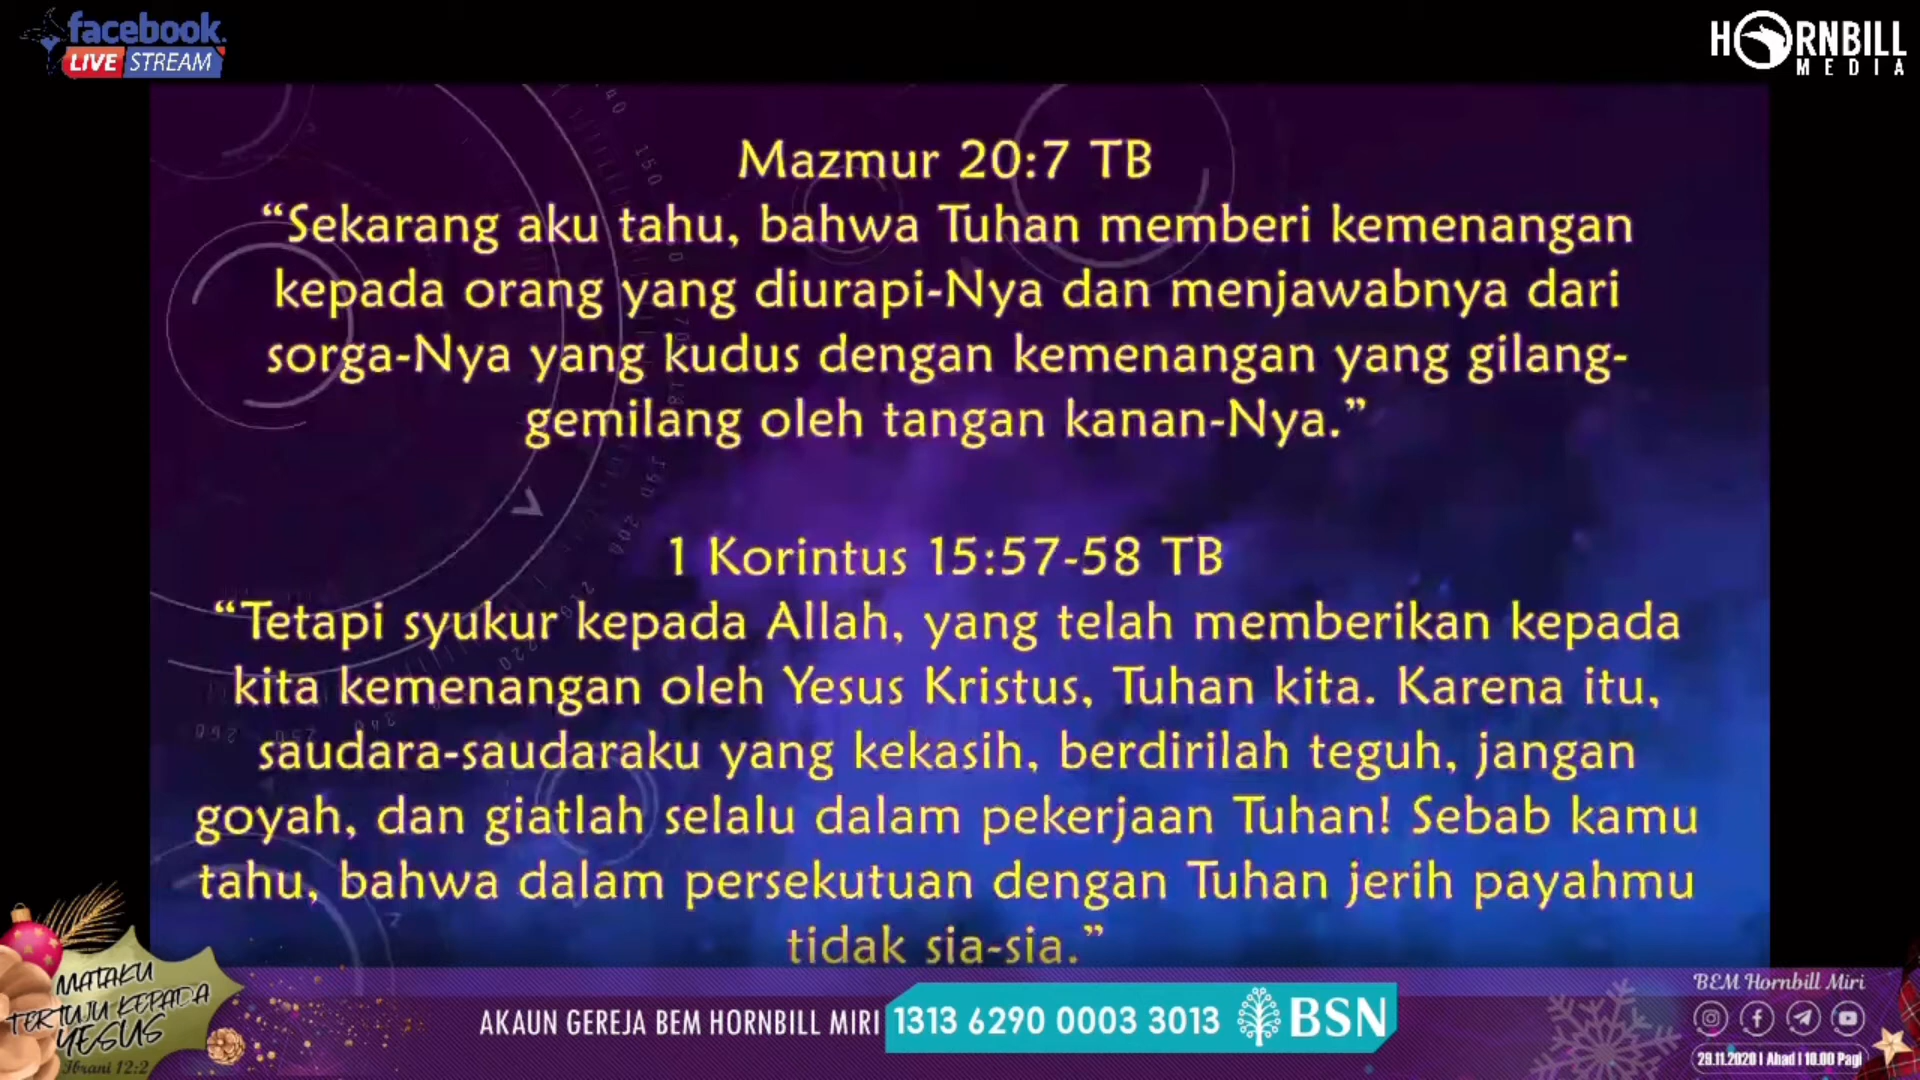 facebook.
LIVE STREAM
HORNBILL
MEDIA
Mazmur 20:7 TB
“Sekarang aku tahu, bahwa Tuhan memberi kemenangan
kepada orang yang diurapi-Nya dan menjawabnya dari
sorga-Nya yang kudus dengan kemenangan yang gilang-
gemilang oleh tangan kanan-Nya.”
1 Korintus 15:57-58 TB
“Tetapi syukur kepada Allah, yang telah memberikan kepada
kita kemenangan oleh Yesus Kristus, Tuhan kita. Karena itu,
saudara-saudaraku yang kekasih, berdirilah teguh, jangan
goyah, dan giatlah selalu dalam pekerjaan Tuhan! Sebab kamu
tahu, bahwa dalam persekutuan dengan Tuhan jerih payahmu
tidak sia-sia.”
MATAKU
TERTUJU KEPADA
YESUS
Ibrani 12:2
AKAUN GEREJA BEM HORNBILL MIRI 1313 6290 0003 3013 BSN
BEM Hornbill Miri
29.11.2020 | Ahad | 10.00 Pagi